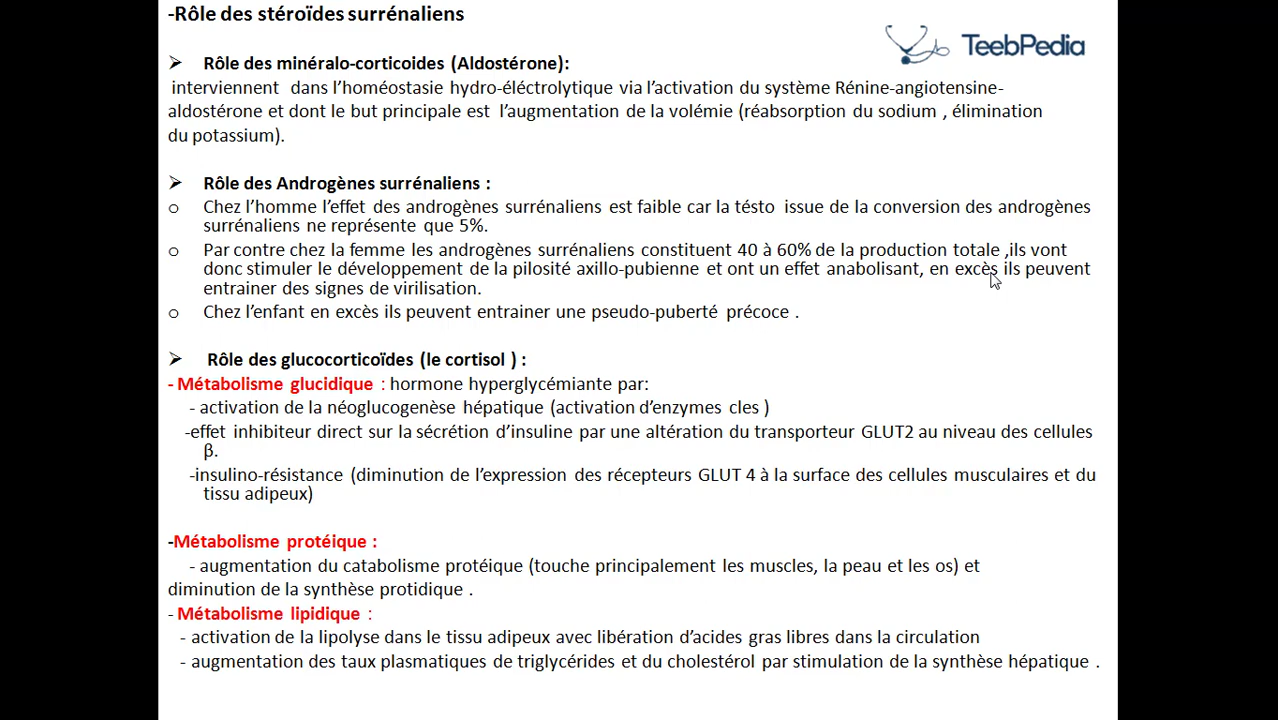 -Rôle des stéroïdes surrénaliens
TeebPedia
➢ Rôle des minéralo-corticoides (Aldostérone):
interviennent dans l’homéostasie hydro-éléctrolytique via l’activation du système Rénine-angiotensine-
aldostérone et dont le but principale est l’augmentation de la volémie (réabsorption du sodium , élimination
du potassium).
➢ Rôle des Androgènes surrénaliens :
o Chez l’homme l’effet des androgènes surrénaliens est faible car la tésto issue de la conversion des androgènes
surrénaliens ne représente que 5%.
o Par contre chez la femme les androgènes surrénaliens constituent 40 à 60% de la production totale ,ils vont
donc stimuler le développement de la pilosité axillo-pubienne et ont un effet anabolisant, en excès ils peuvent
entrainer des signes de virilisation.
o Chez l’enfant en excès ils peuvent entrainer une pseudo-puberté précoce .
➢ Rôle des glucocorticoïdes (le cortisol ) :
- Métabolisme glucidique : hormone hyperglycémiante par:
- activation de la néoglucogenèse hépatique (activation d’enzymes cles )
-effet inhibiteur direct sur la sécrétion d’insuline par une altération du transporteur GLUT2 au niveau des cellules
β.
-insulino-résistance (diminution de l’expression des récepteurs GLUT 4 à la surface des cellules musculaires et du
tissu adipeux)
-Métabolisme protéique :
- augmentation du catabolisme protéique (touche principalement les muscles, la peau et les os) et
diminution de la synthèse protidique .
- Métabolisme lipidique :
- activation de la lipolyse dans le tissu adipeux avec libération d’acides gras libres dans la circulation
- augmentation des taux plasmatiques de triglycérides et du cholestérol par stimulation de la synthèse hépatique .